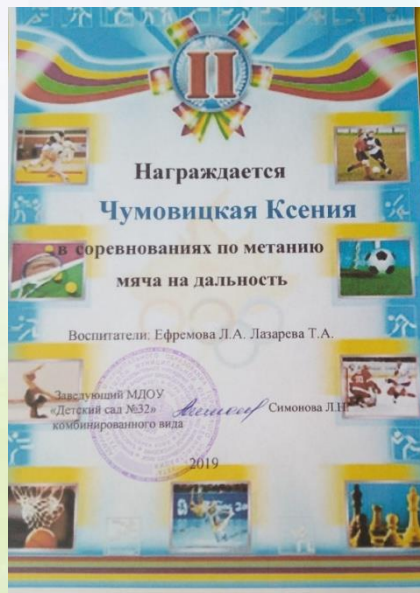 II
Награждается
Чумовицкая Ксения
в соревнованиях по метанию
мяча на дальность
Воспитатели: Ефремова Л.А. Лазарева Т.А.
Заведующий МДОУ
«Детский сад №32» Симонова Л.Н.
комбинированного вида
2019